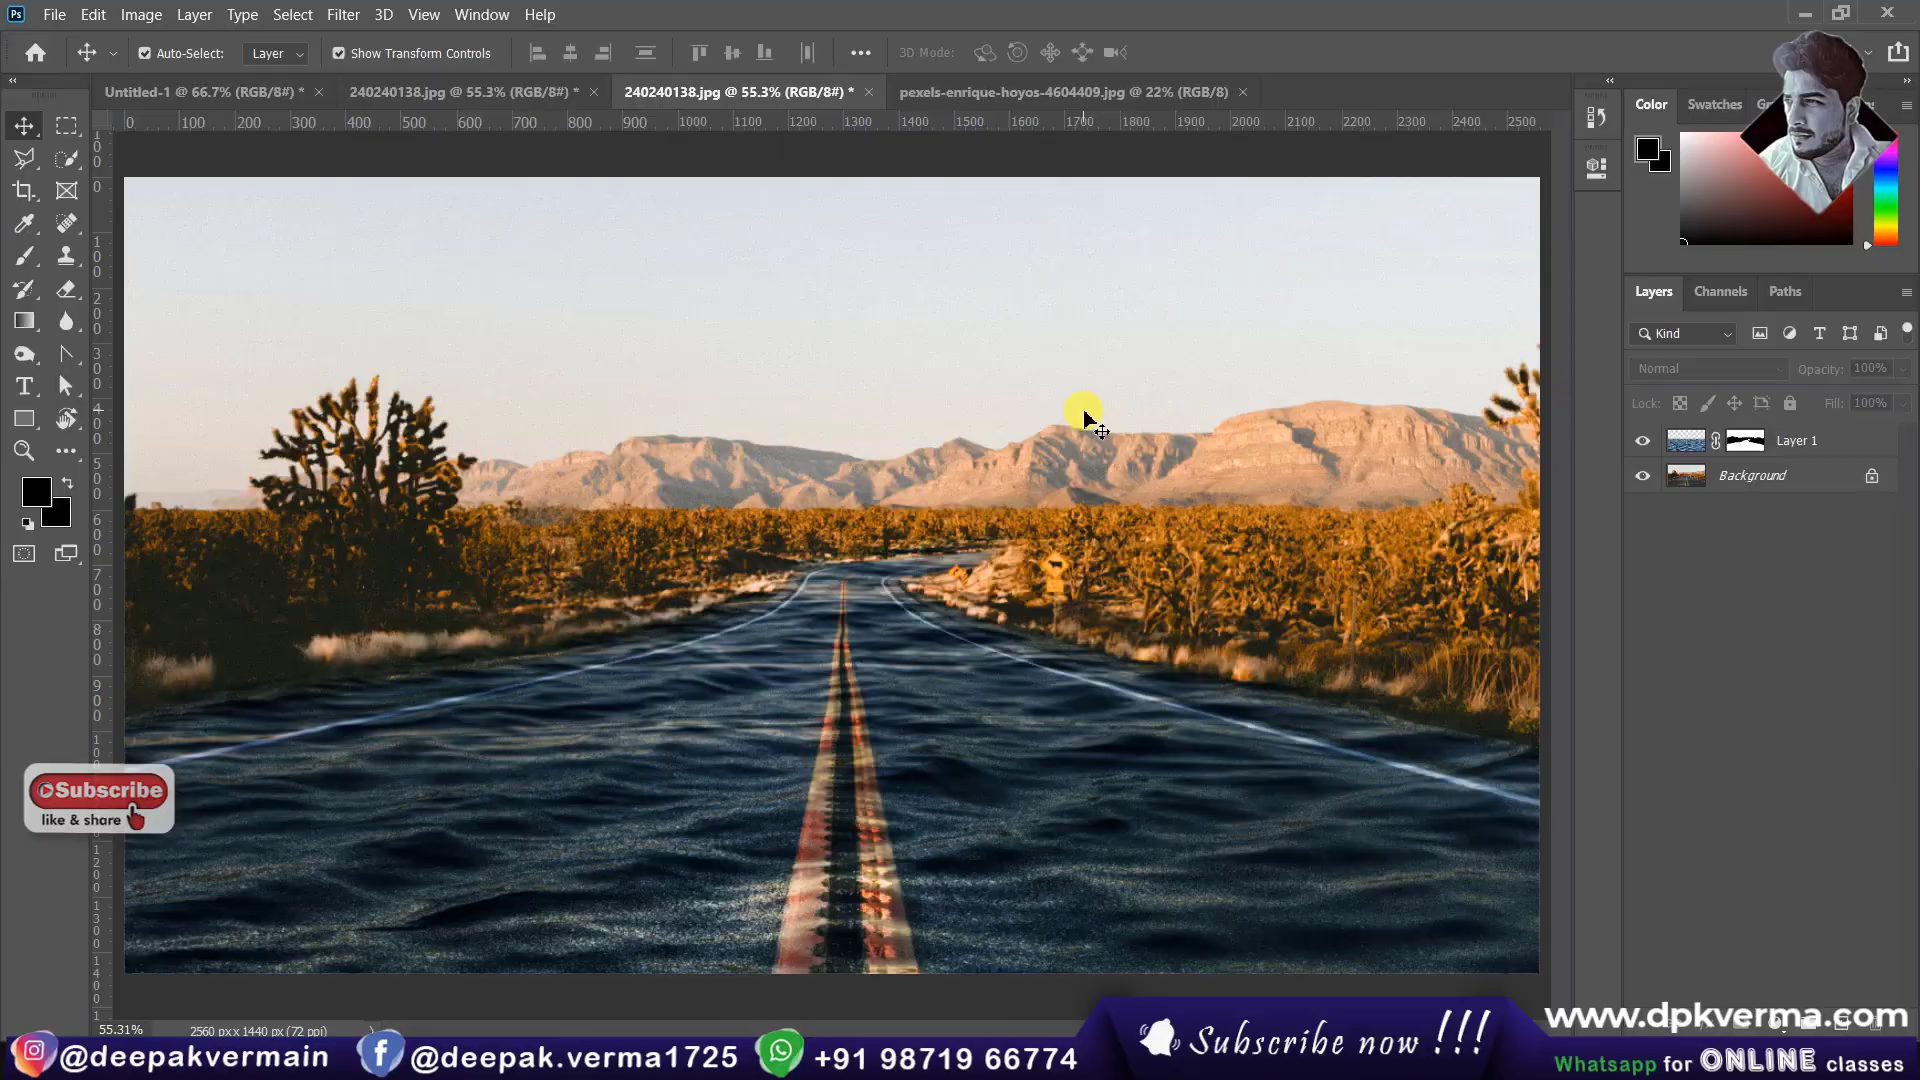 Ps File Edit Image Layer Type Select Filter 3D View Window Help
Auto-Select: Layer Show Transform Controls 3D Mode:
Untitled-1 @ 66.7% (RGB/8#) * 240240138.jpg @ 55.3% (RGB/8#) * 240240138.jpg @ 55.3% (RGB/8#) * pexels-enrique-hoyos-4604409.jpg @ 22% (RGB/8)
0 100 200 300 400 500 600 700 800 900 1000 1100 1200 1300 1400 1500 1600 1700 1800 1900 2000 2100 2200 2300 2400 2500
Color Swatches
Layers Channels Paths
Kind
Normal Opacity: 100%
Lock: Fill: 100%
Layer 1
Background
Subscribe
like & share
55.31% 2560 px x 1440 px (72 ppi)
www.dpkverma.com
Subscribe now !!!
@deepakvermain @deepak.verma1725 +91 98719 66774
Whatsapp for ONLINE classes